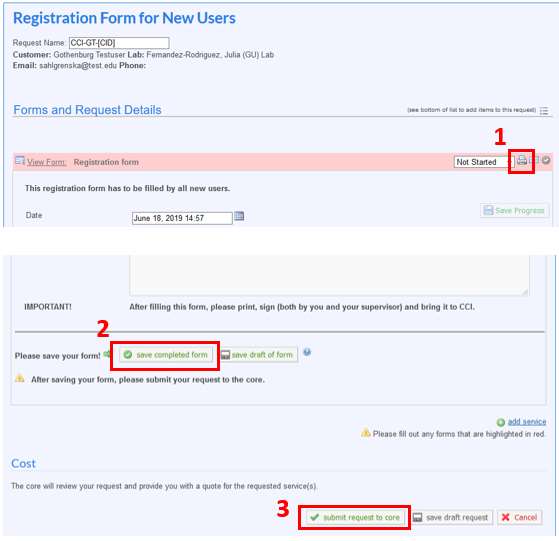 Registration Form for New Users
Request Name: CCI-GT-[CID]
Customer: Gothenburg Testuser Lab: Fernandez-Rodriguez, Julia (GU) Lab
Email: sahlgrenska@test.edu Phone:
Forms and Request Details
(see bottom of list to add items to this request)
1
View Form: Registration form
Not Started
This registration form has to be filled by all new users.
Save Progress
Date
June 18, 2019 14:57
IMPORTANT!
After filling this form, please print, sign (both by you and your supervisor) and bring it to CCI.
2
Please save your form!
save completed form
save draft of form
After saving your form, please submit your request to the core.
add service
Please fill out any forms that are highlighted in red.
Cost
The core will review your request and provide you with a quote for the requested service(s).
3
submit request to core
save draft request
Cancel